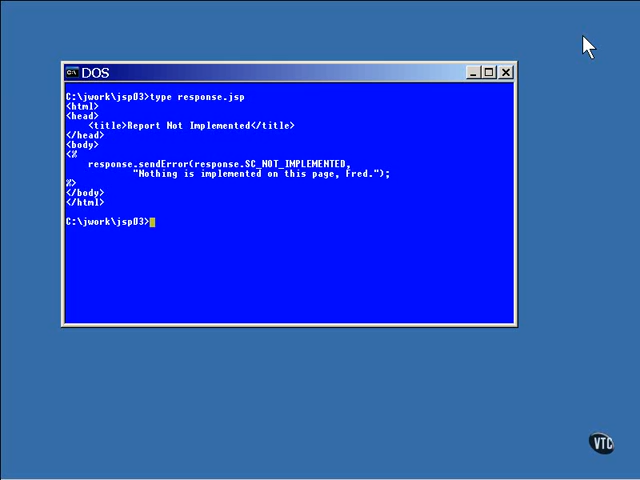 DOS
C:\jwork\jsp03>type response.jsp
<html>
<head>
    <title>Report Not Implemented</title>
</head>
<body>
<%
    response.sendError(response.SC_NOT_IMPLEMENTED,
            "Nothing is implemented on this page, Fred.");
%>
</body>
</html>
C:\jwork\jsp03>
VTC